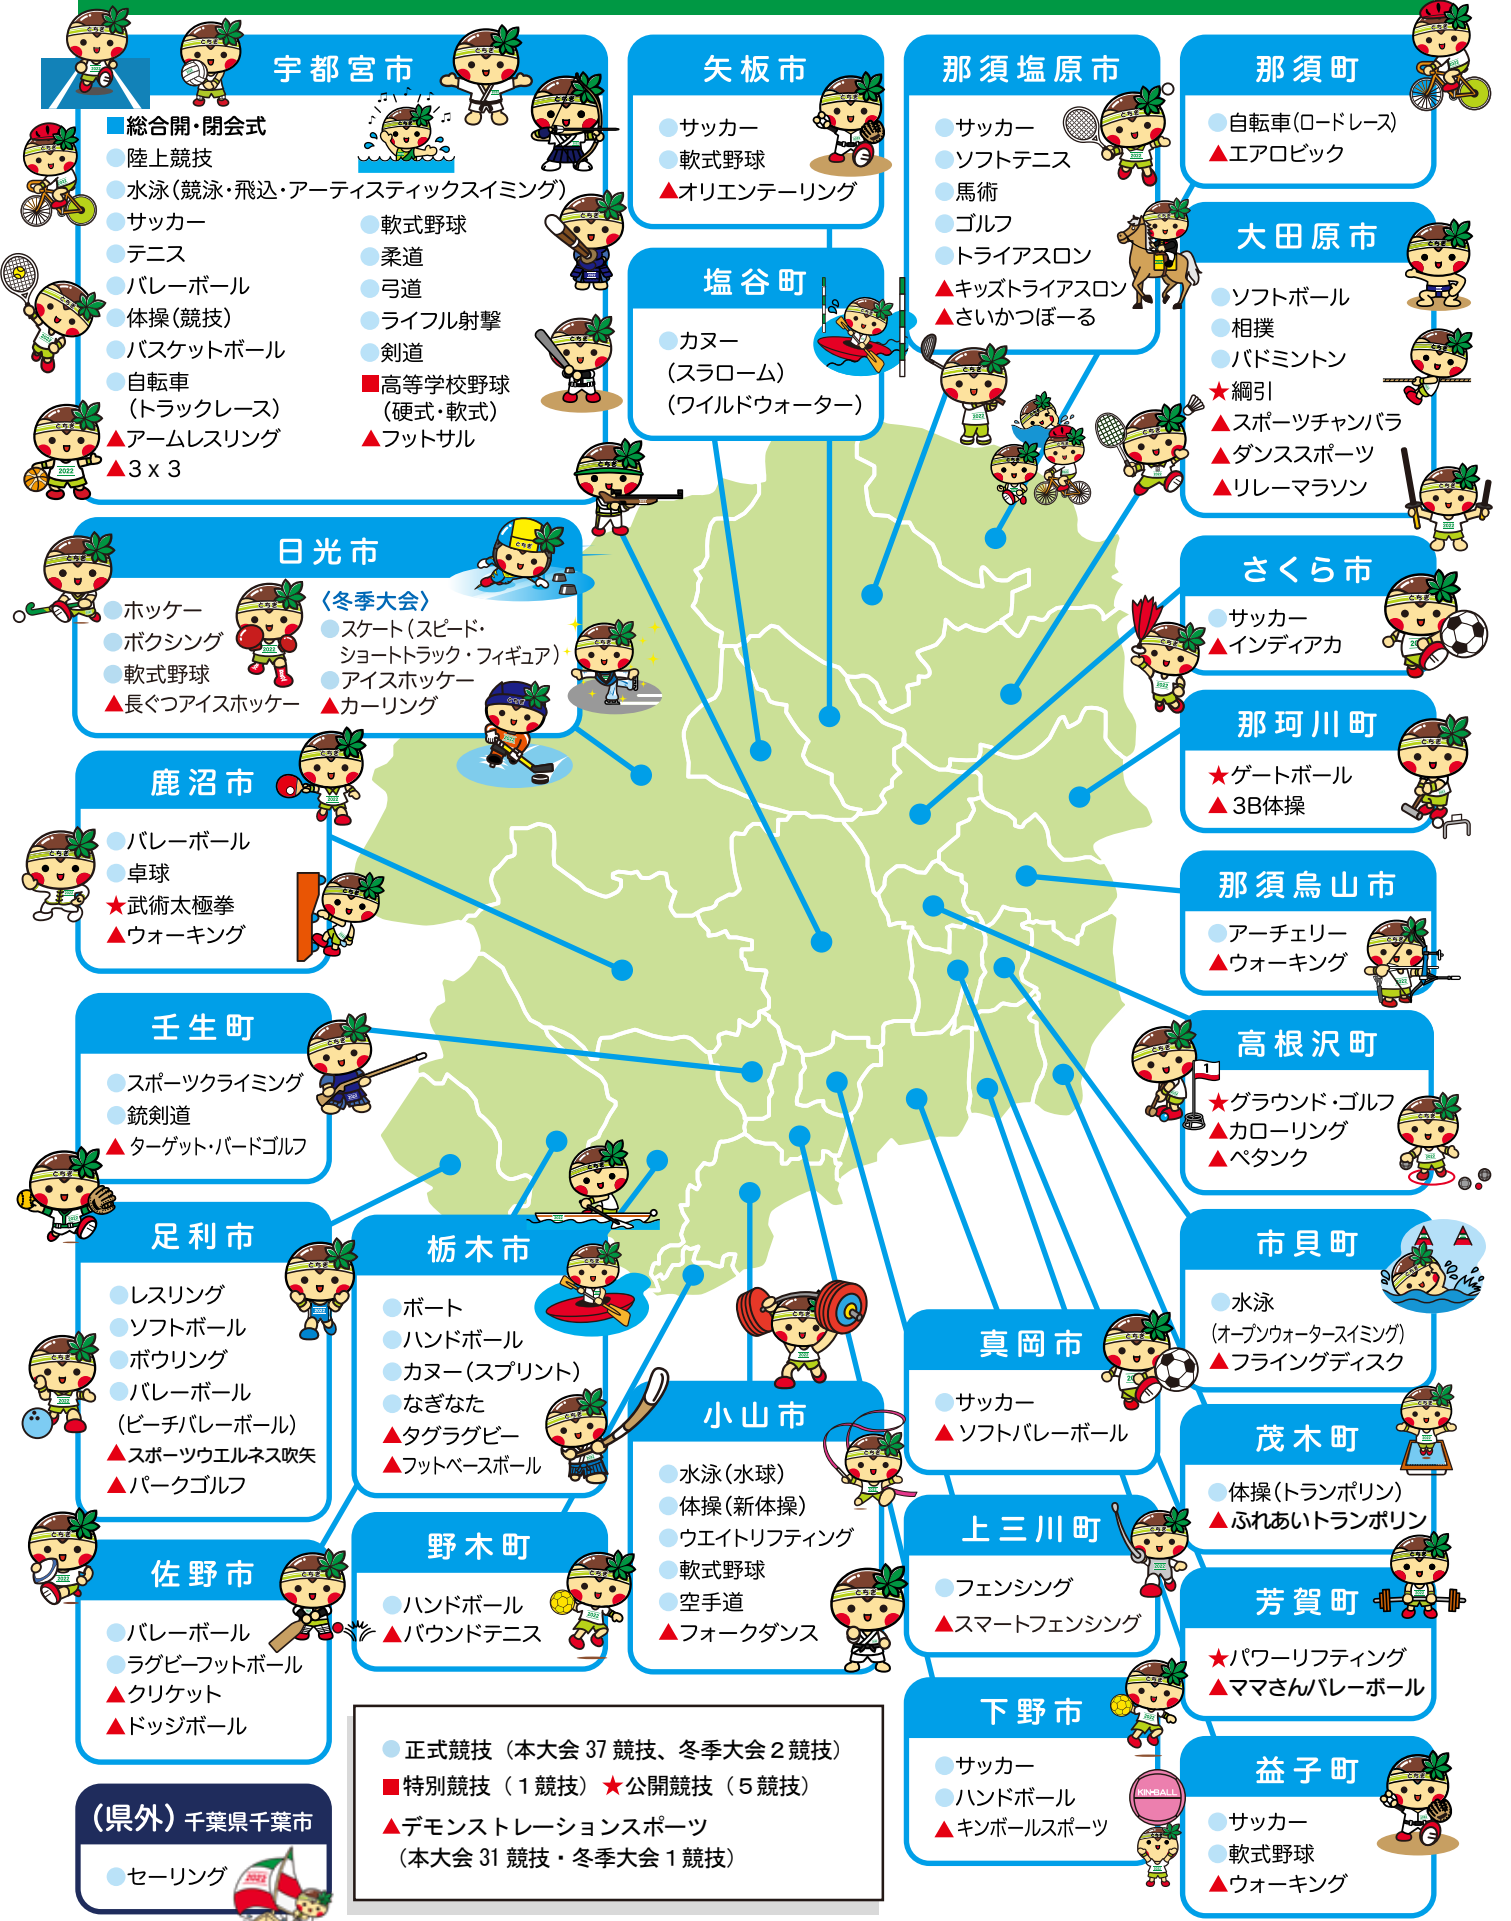 宇都宮市
■総合開・閉会式
●陸上競技
●水泳（競泳・飛込・アーティスティックスイミング）
●サッカー
●テニス
●バレーボール
●体操（競技）
●バスケットボール
●自転車
（トラックレース）
▲アームレスリング
▲3 x 3
●軟式野球
●柔道
●弓道
●ライフル射撃
●剣道
■高等学校野球
（硬式・軟式）
▲フットサル
矢板市
●サッカー
●軟式野球
▲オリエンテーリング
塩谷町
●カヌー
（スラローム）
（ワイルドウォーター）
那須塩原市
●サッカー
●ソフトテニス
●馬術
●ゴルフ
●トライアスロン
▲キッズトライアスロン
▲さいかつぼーる
那須町
●自転車（ロードレース）
▲エアロビック
大田原市
●ソフトボール
●相撲
●バドミントン
★綱引
▲スポーツチャンバラ
▲ダンススポーツ
▲リレーマラソン
日光市
●ホッケー
●ボクシング
●軟式野球
▲長ぐつアイスホッケー
〈冬季大会〉
●スケート（スピード・
ショートトラック・フィギュア）
●アイスホッケー
▲カーリング
さくら市
●サッカー
▲インディアカ
那珂川町
★ゲートボール
▲3B体操
鹿沼市
●バレーボール
●卓球
★武術太極拳
▲ウォーキング
那須烏山市
●アーチェリー
▲ウォーキング
壬生町
●スポーツクライミング
●銃剣道
▲ターゲット・バードゴルフ
高根沢町
★グラウンド・ゴルフ
▲カローリング
▲ペタンク
足利市
●レスリング
●ソフトボール
●ボウリング
●バレーボール
（ビーチバレーボール）
▲スポーツウエルネス吹矢
▲パークゴルフ
栃木市
●ボート
●ハンドボール
●カヌー（スプリント）
●なぎなた
▲タグラグビー
▲フットベースボール
市貝町
●水泳
（オープンウォータースイミング）
▲フライングディスク
真岡市
●サッカー
▲ソフトバレーボール
小山市
●水泳（水球）
●体操（新体操）
●ウエイトリフティング
●軟式野球
●空手道
▲フォークダンス
茂木町
●体操（トランポリン）
▲ふれあいトランポリン
上三川町
●フェンシング
▲スマートフェンシング
野木町
●ハンドボール
▲バウンドテニス
佐野市
●バレーボール
●ラグビーフットボール
▲クリケット
▲ドッジボール
芳賀町
★パワーリフティング
▲ママさんバレーボール
下野市
●サッカー
●ハンドボール
▲キンボールスポーツ
KIN-BALL
益子町
●サッカー
●軟式野球
▲ウォーキング
（県外）千葉県千葉市
●セーリング
●正式競技（本大会 37 競技、冬季大会２競技）
■特別競技（１競技）★公開競技（５競技）
▲デモンストレーションスポーツ
（本大会 31 競技・冬季大会１競技）